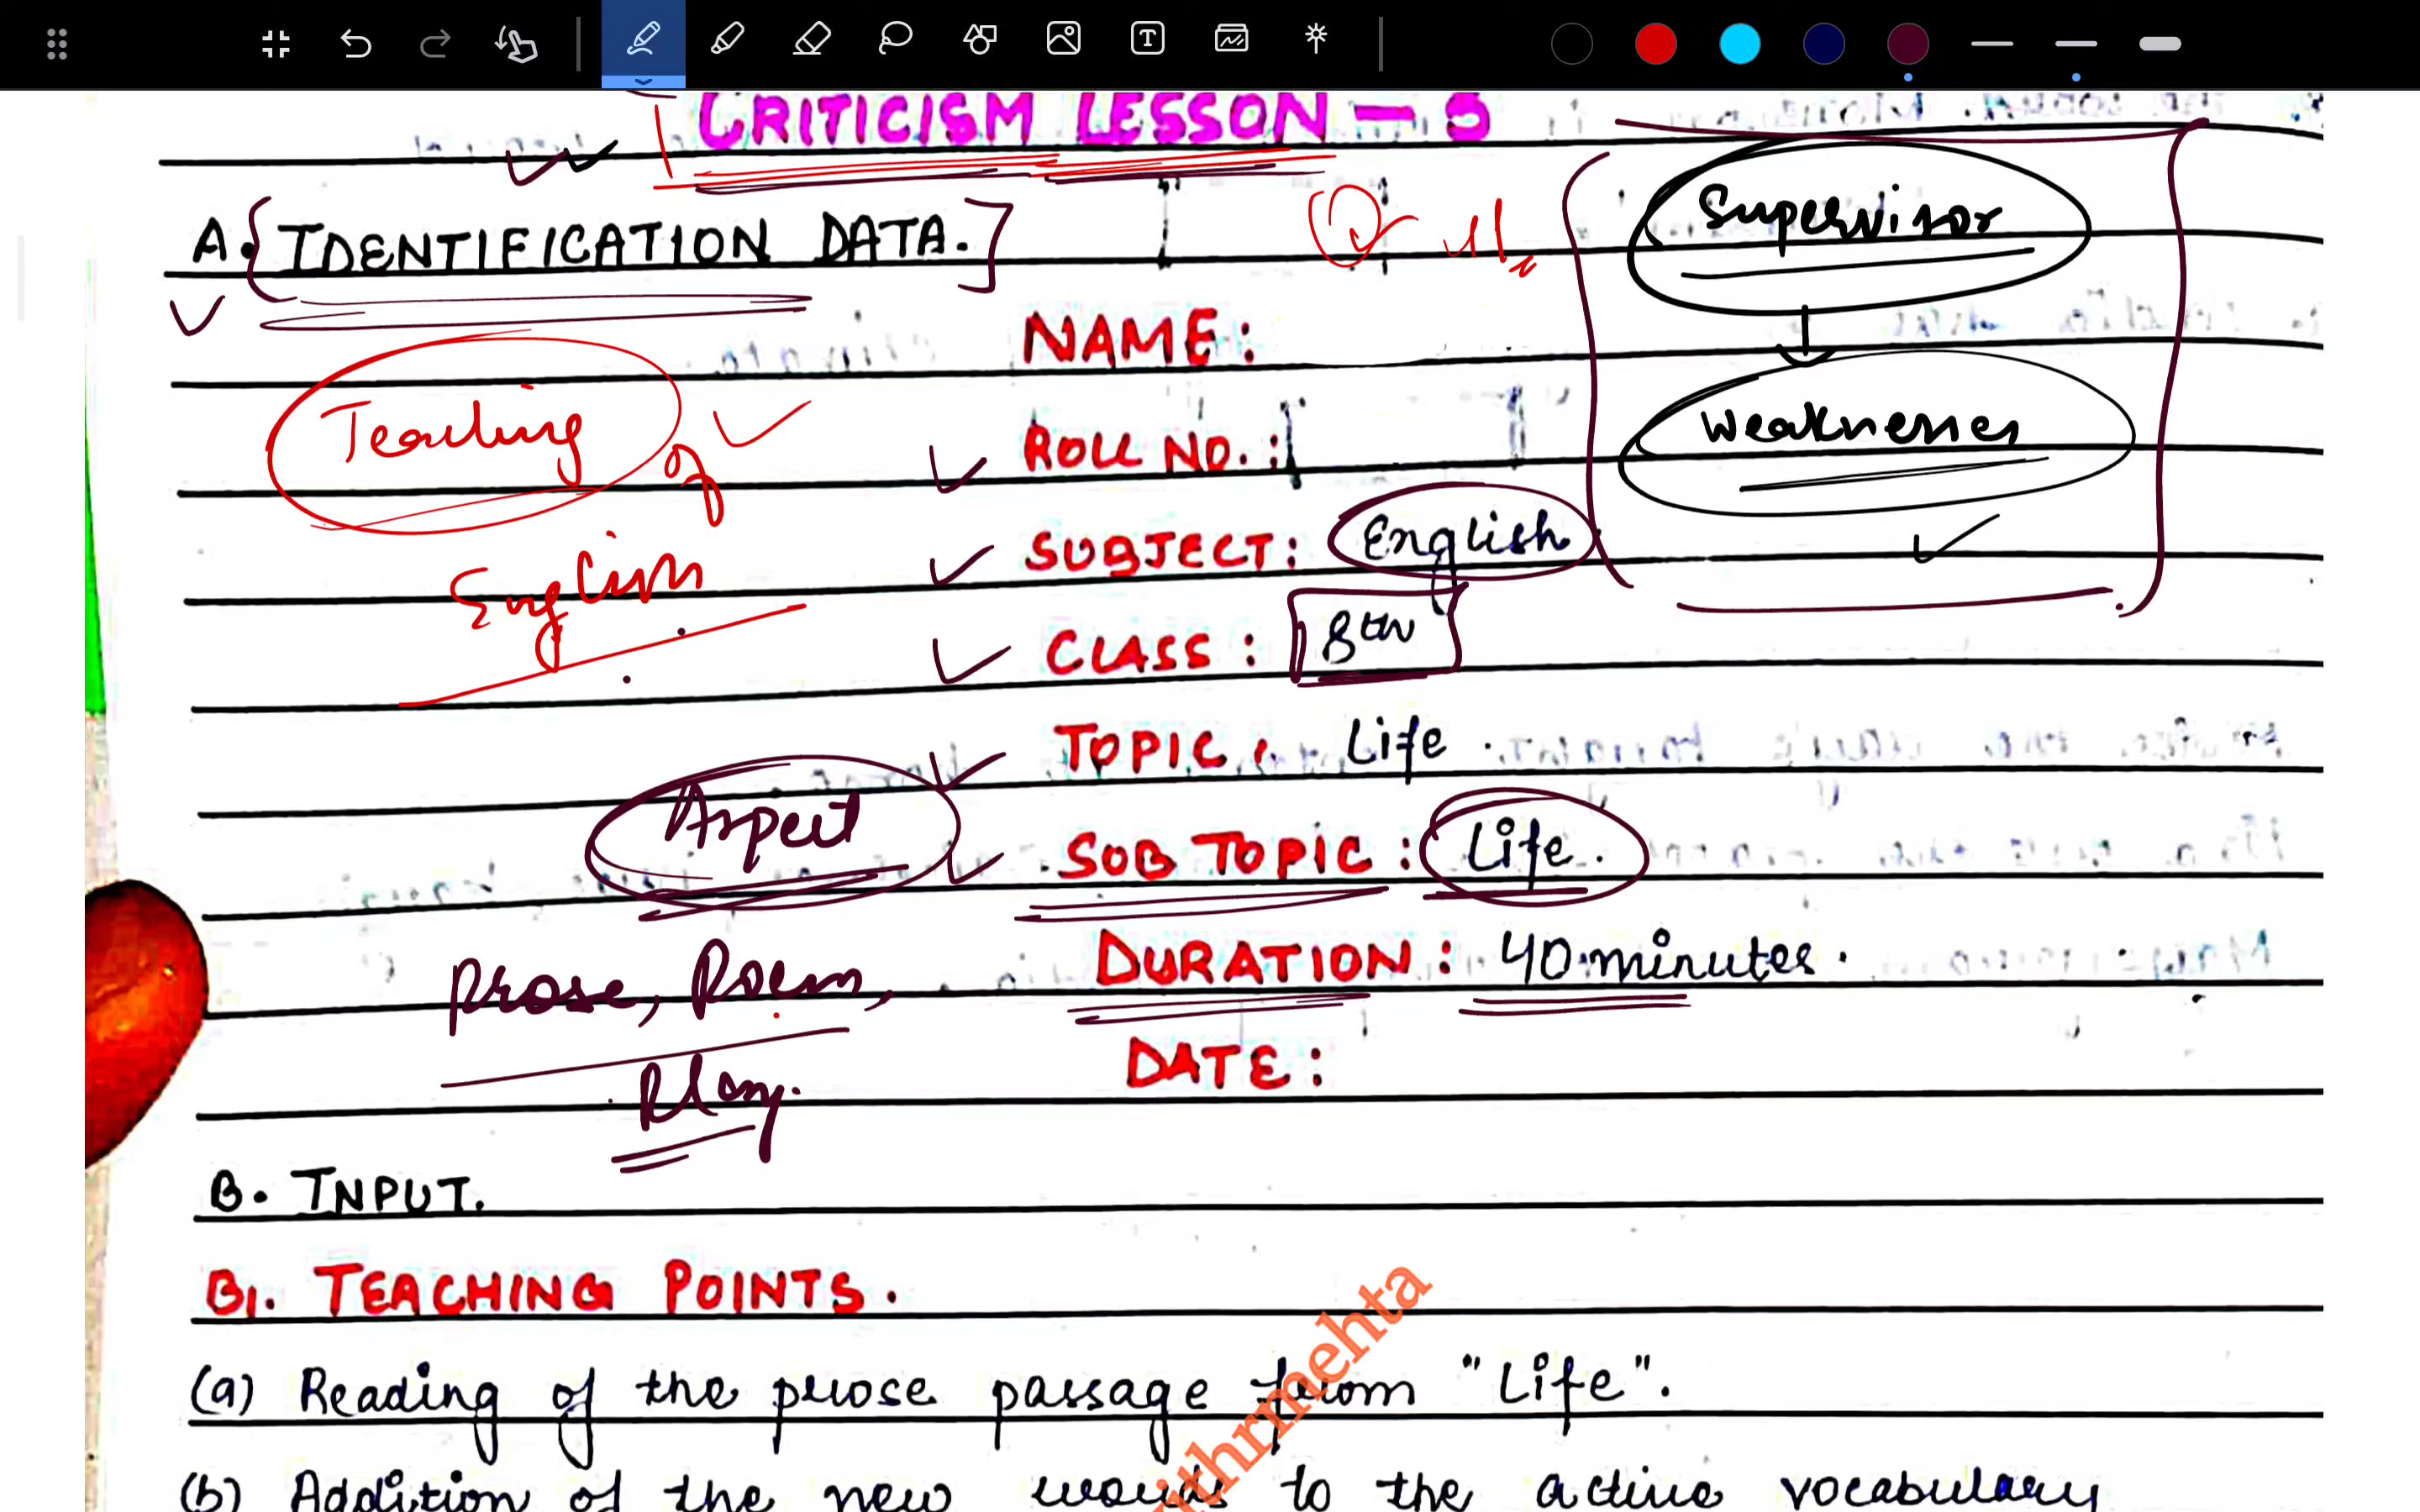 CRITICISM LESSON - 5
A. IDENTIFICATION DATA.
Supervisor
NAME:
Weaknesses
Teaching of
English
ROLL NO.:
SUBJECT: English
CLASS: 8th
TOPIC: Life.
Aspect
SUB TOPIC: Life.
Prose, Poem,
Play.
DURATION: 40 minutes.
DATE:
B. INPUT.
B1. TEACHING POINTS.
(a) Reading of the prose passage from "Life".
(b) Addition of the new words to the active vocabulary
ithrmehta